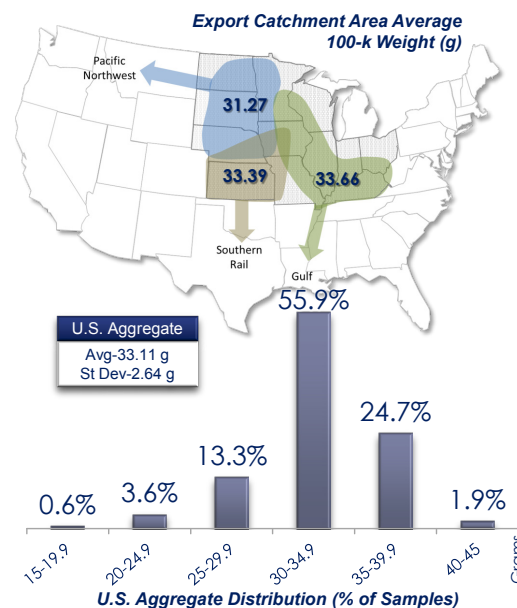 Export Catchment Area Average
100-k Weight (g)
Pacific
Northwest
31.27
33.39
33.66
Southern
Rail
Gulf
U.S. Aggregate
Avg-33.11 g
St Dev-2.64 g
0.6%
3.6%
13.3%
55.9%
24.7%
1.9%
15-19.9
20-24.9
25-29.9
30-34.9
35-39.9
40-45
Grams
U.S. Aggregate Distribution (% of Samples)